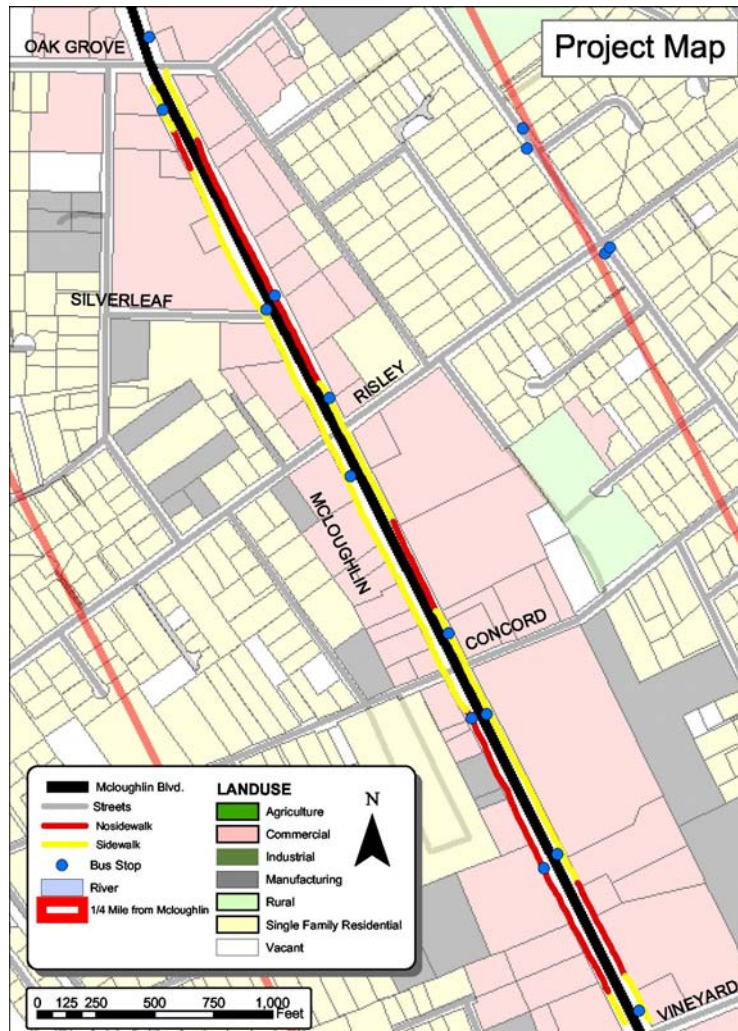 OAK GROVE
Project Map
SILVERLEAF
RISLEY
MCLOUGHLIN
CONCORD
Mcloughlin Blvd.
Streets
Nosidewalk
Sidewalk
Bus Stop
River
1/4 Mile from Mcloughlin
LANDUSE
Agriculture
Commercial
Industrial
Manufacturing
Rural
Single Family Residential
Vacant
N
0 125 250 500 750 1,000
Feet
VINEYARD